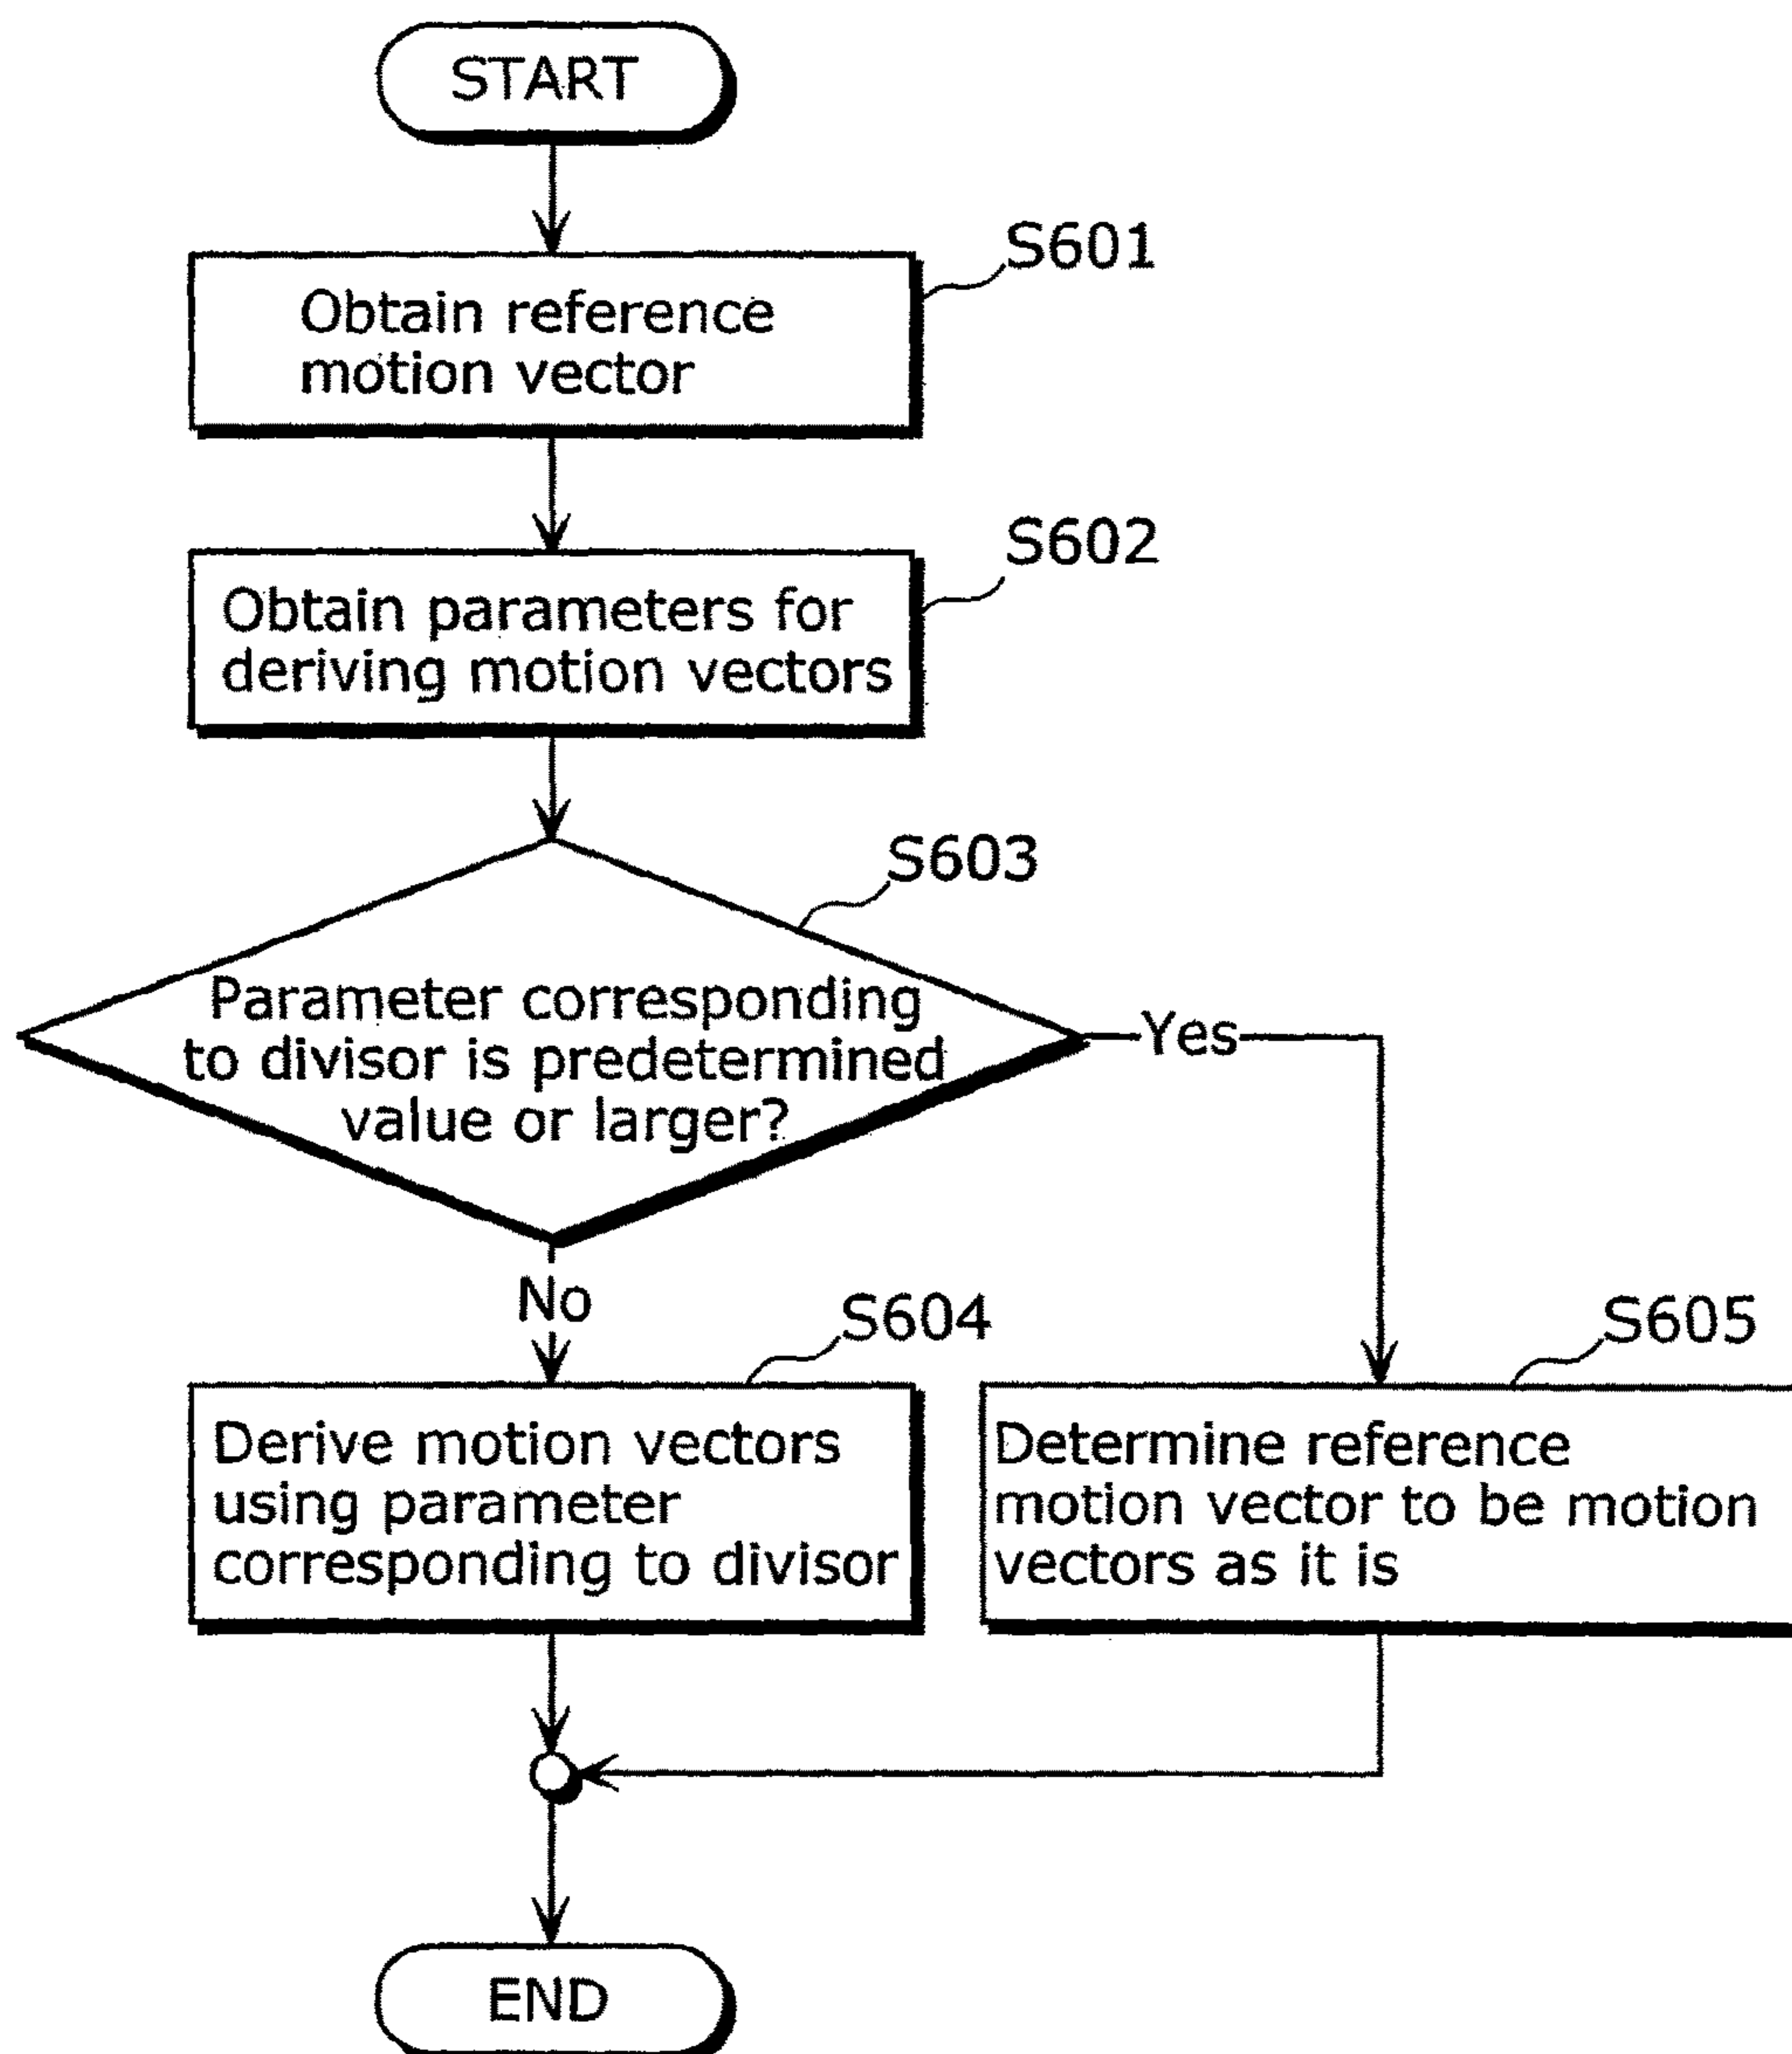 START
S601
Obtain reference
motion vector
S602
Obtain parameters for
deriving motion vectors
S603
Parameter corresponding
to divisor is predetermined
value or larger?
Yes
No
S604
Derive motion vectors
using parameter
corresponding to divisor
S605
Determine reference
motion vector to be motion
vectors as it is
END